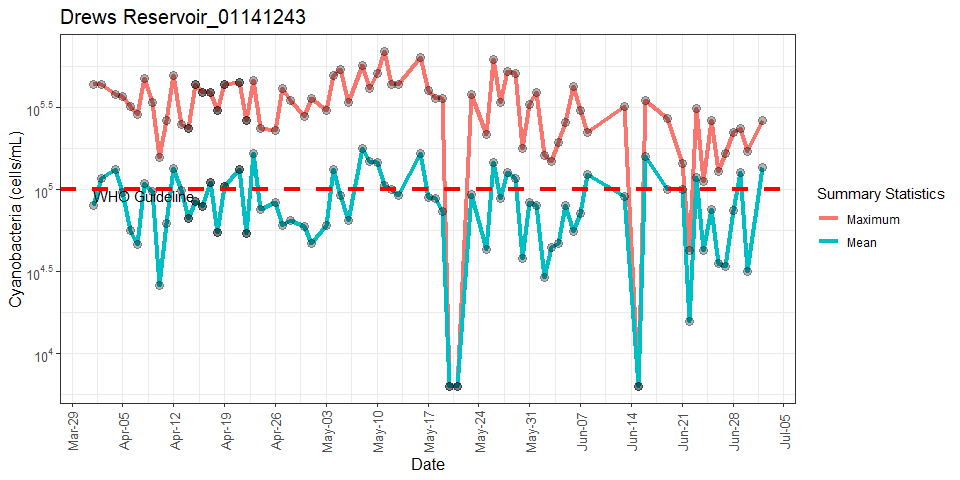 Drews Reservoir_01141243
Cyanobacteria (cells/mL)
10^5.5
10^5
10^4.5
10^4
WHO Guideline
Mar-29
Apr-05
Apr-12
Apr-19
Apr-26
May-03
May-10
May-17
May-24
May-31
Jun-07
Jun-14
Jun-21
Jun-28
Jul-05
Date
Summary Statistics
Maximum
Mean